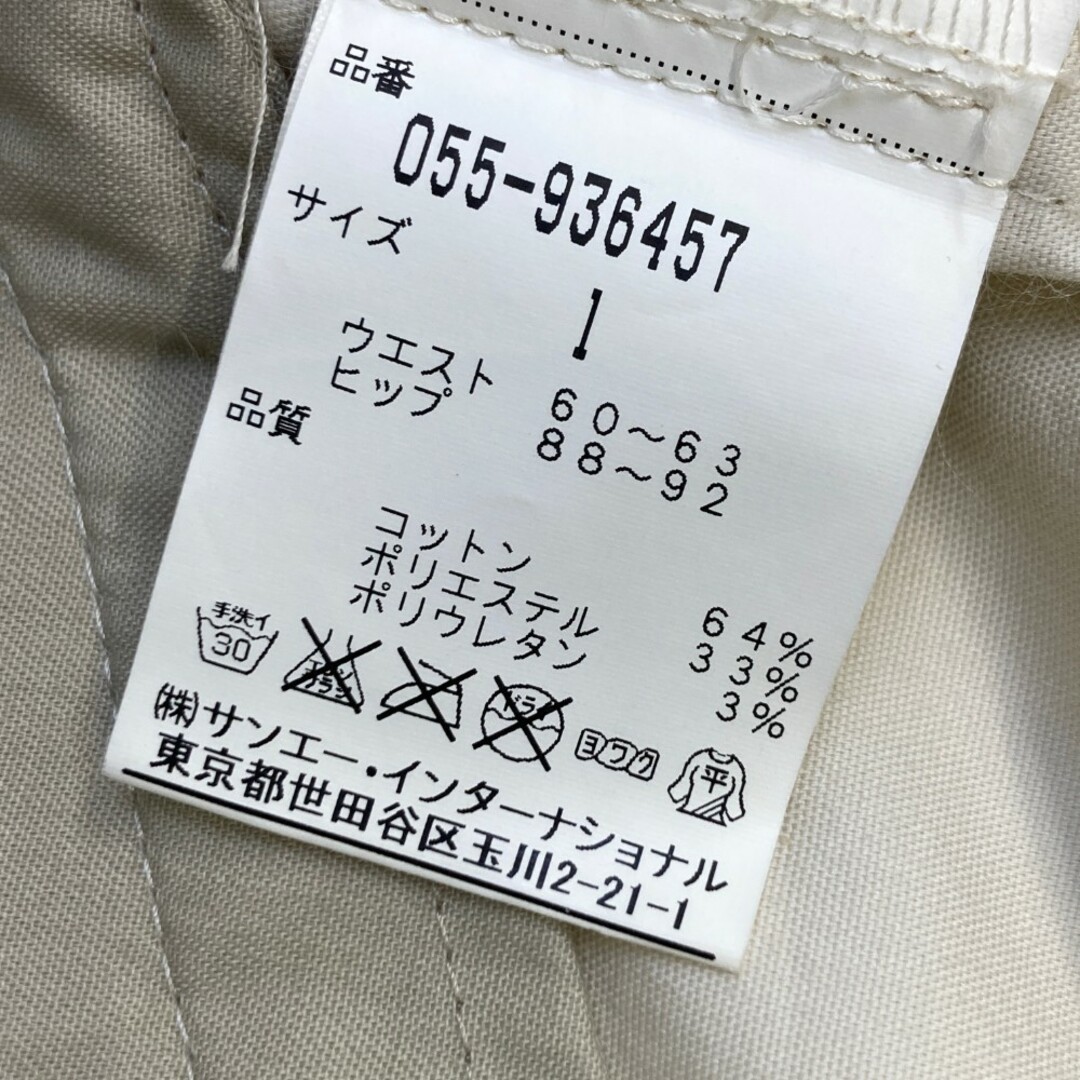 品番
055-936457
サイズ
1
ウエスト 60～63
ヒップ 88～92
品質
コットン 64%
ポリエステル 33%
ポリウレタン 3%
手洗イ
30
ドライ
ヨワク
平
㈱サンエー・インターナショナル
東京都世田谷区玉川2-21-1